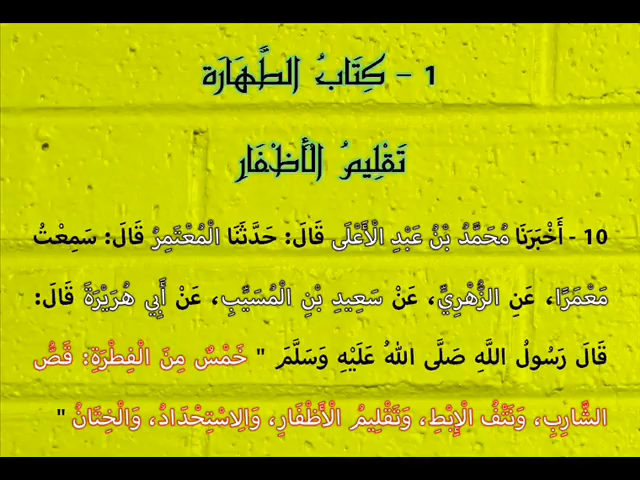 1 - كِتَابُ الطَّهَارَة
تَقْلِيمُ الْأَظْفَارِ
10 - أَخْبَرَنَا مُحَمَّدُ بْنُ عَبْدِ الْأَعْلَى قَالَ: حَدَّثَنَا الْمُعْتَمِرُ قَالَ: سَمِعْتُ
مَعْمَرًا، عَنِ الزُّهْرِيِّ، عَنْ سَعِيدِ بْنِ الْمُسَيِّبِ، عَنْ أَبِي هُرَيْرَةَ قَالَ:
قَالَ رَسُولُ اللَّهِ صَلَّى اللهُ عَلَيْهِ وَسَلَّمَ " خَمْسٌ مِنَ الْفِطْرَةِ: قَصُّ
الشَّارِبِ، وَنَتْفُ الْإِبْطِ، وَتَقْلِيمُ الْأَظْفَارِ، وَالِاسْتِحْدَادُ، وَالْخِتَانُ "